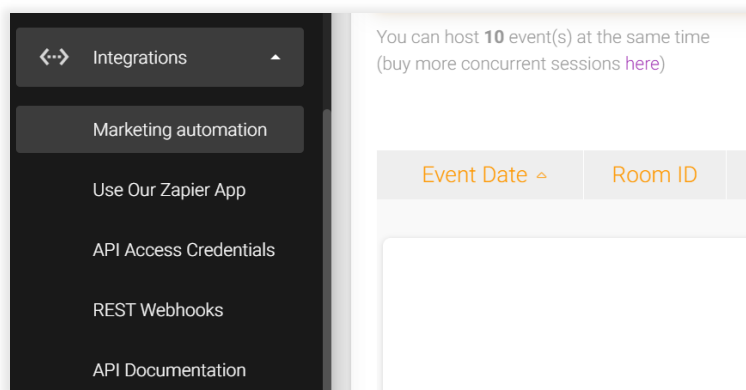 Integrations
Marketing automation
Use Our Zapier App
API Access Credentials
REST Webhooks
API Documentation
You can host 10 event(s) at the same time
(buy more concurrent sessions here)
Event Date
Room ID